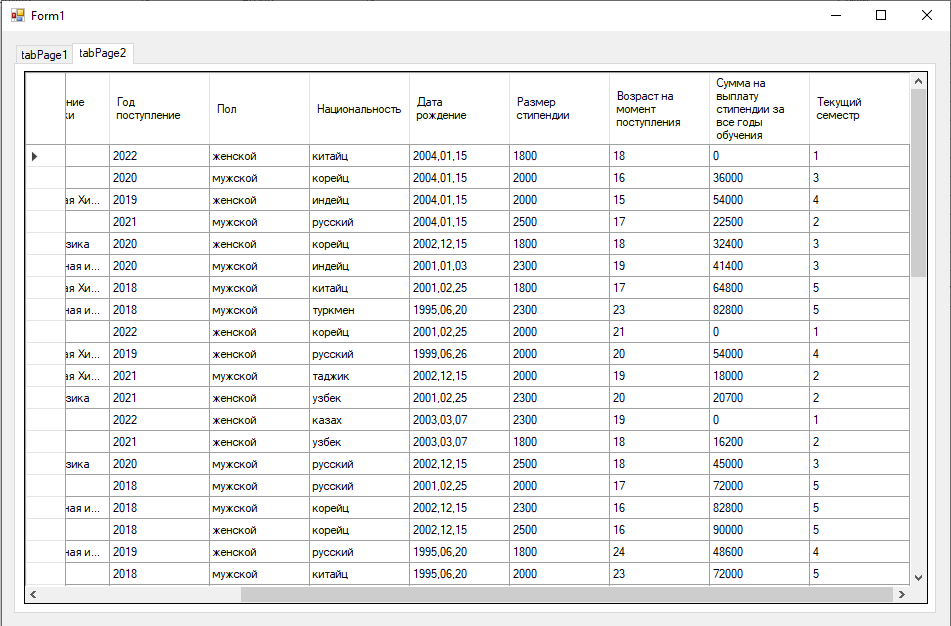 Form1
tabPage1 tabPage2
Год поступление Пол Национальность Дата рождение Размер стипендии Возраст на момент поступления Сумма на выплату стипендии за все годы обучения Текущий семестр
2022 женской китайц 2004,01,15 1800 18 0 1
2020 мужской корейц 2004,01,15 2000 16 36000 3
ая Хи... 2019 женской индейц 2004,01,15 2000 15 54000 4
2021 мужской русский 2004,01,15 2500 17 22500 2
зика 2020 женской корейц 2002,12,15 1800 18 32400 3
ная и... 2020 мужской индейц 2001,01,03 2300 19 41400 3
ая Хи... 2018 мужской китайц 2001,02,25 1800 17 64800 5
ная и... 2018 мужской туркмен 1995,06,20 2300 23 82800 5
2022 женской корейц 2001,02,25 2000 21 0 1
ая Хи... 2019 женской русский 1999,06,26 2000 20 54000 4
ая Хи... 2021 мужской таджик 2002,12,15 2000 19 18000 2
зика 2021 женской узбек 2001,02,25 2300 20 20700 2
2022 женской казах 2003,03,07 2300 19 0 1
2021 женской узбек 2003,03,07 1800 18 16200 2
зика 2020 мужской русский 2002,12,15 2500 18 45000 3
2018 мужской русский 2001,02,25 2000 17 72000 5
ная и... 2018 женской корейц 2002,12,15 2300 16 82800 5
2018 женской корейц 2002,12,15 2500 16 90000 5
ная и... 2019 женской русский 1995,06,20 1800 24 48600 4
2018 мужской китайц 1995,06,20 2000 23 72000 5